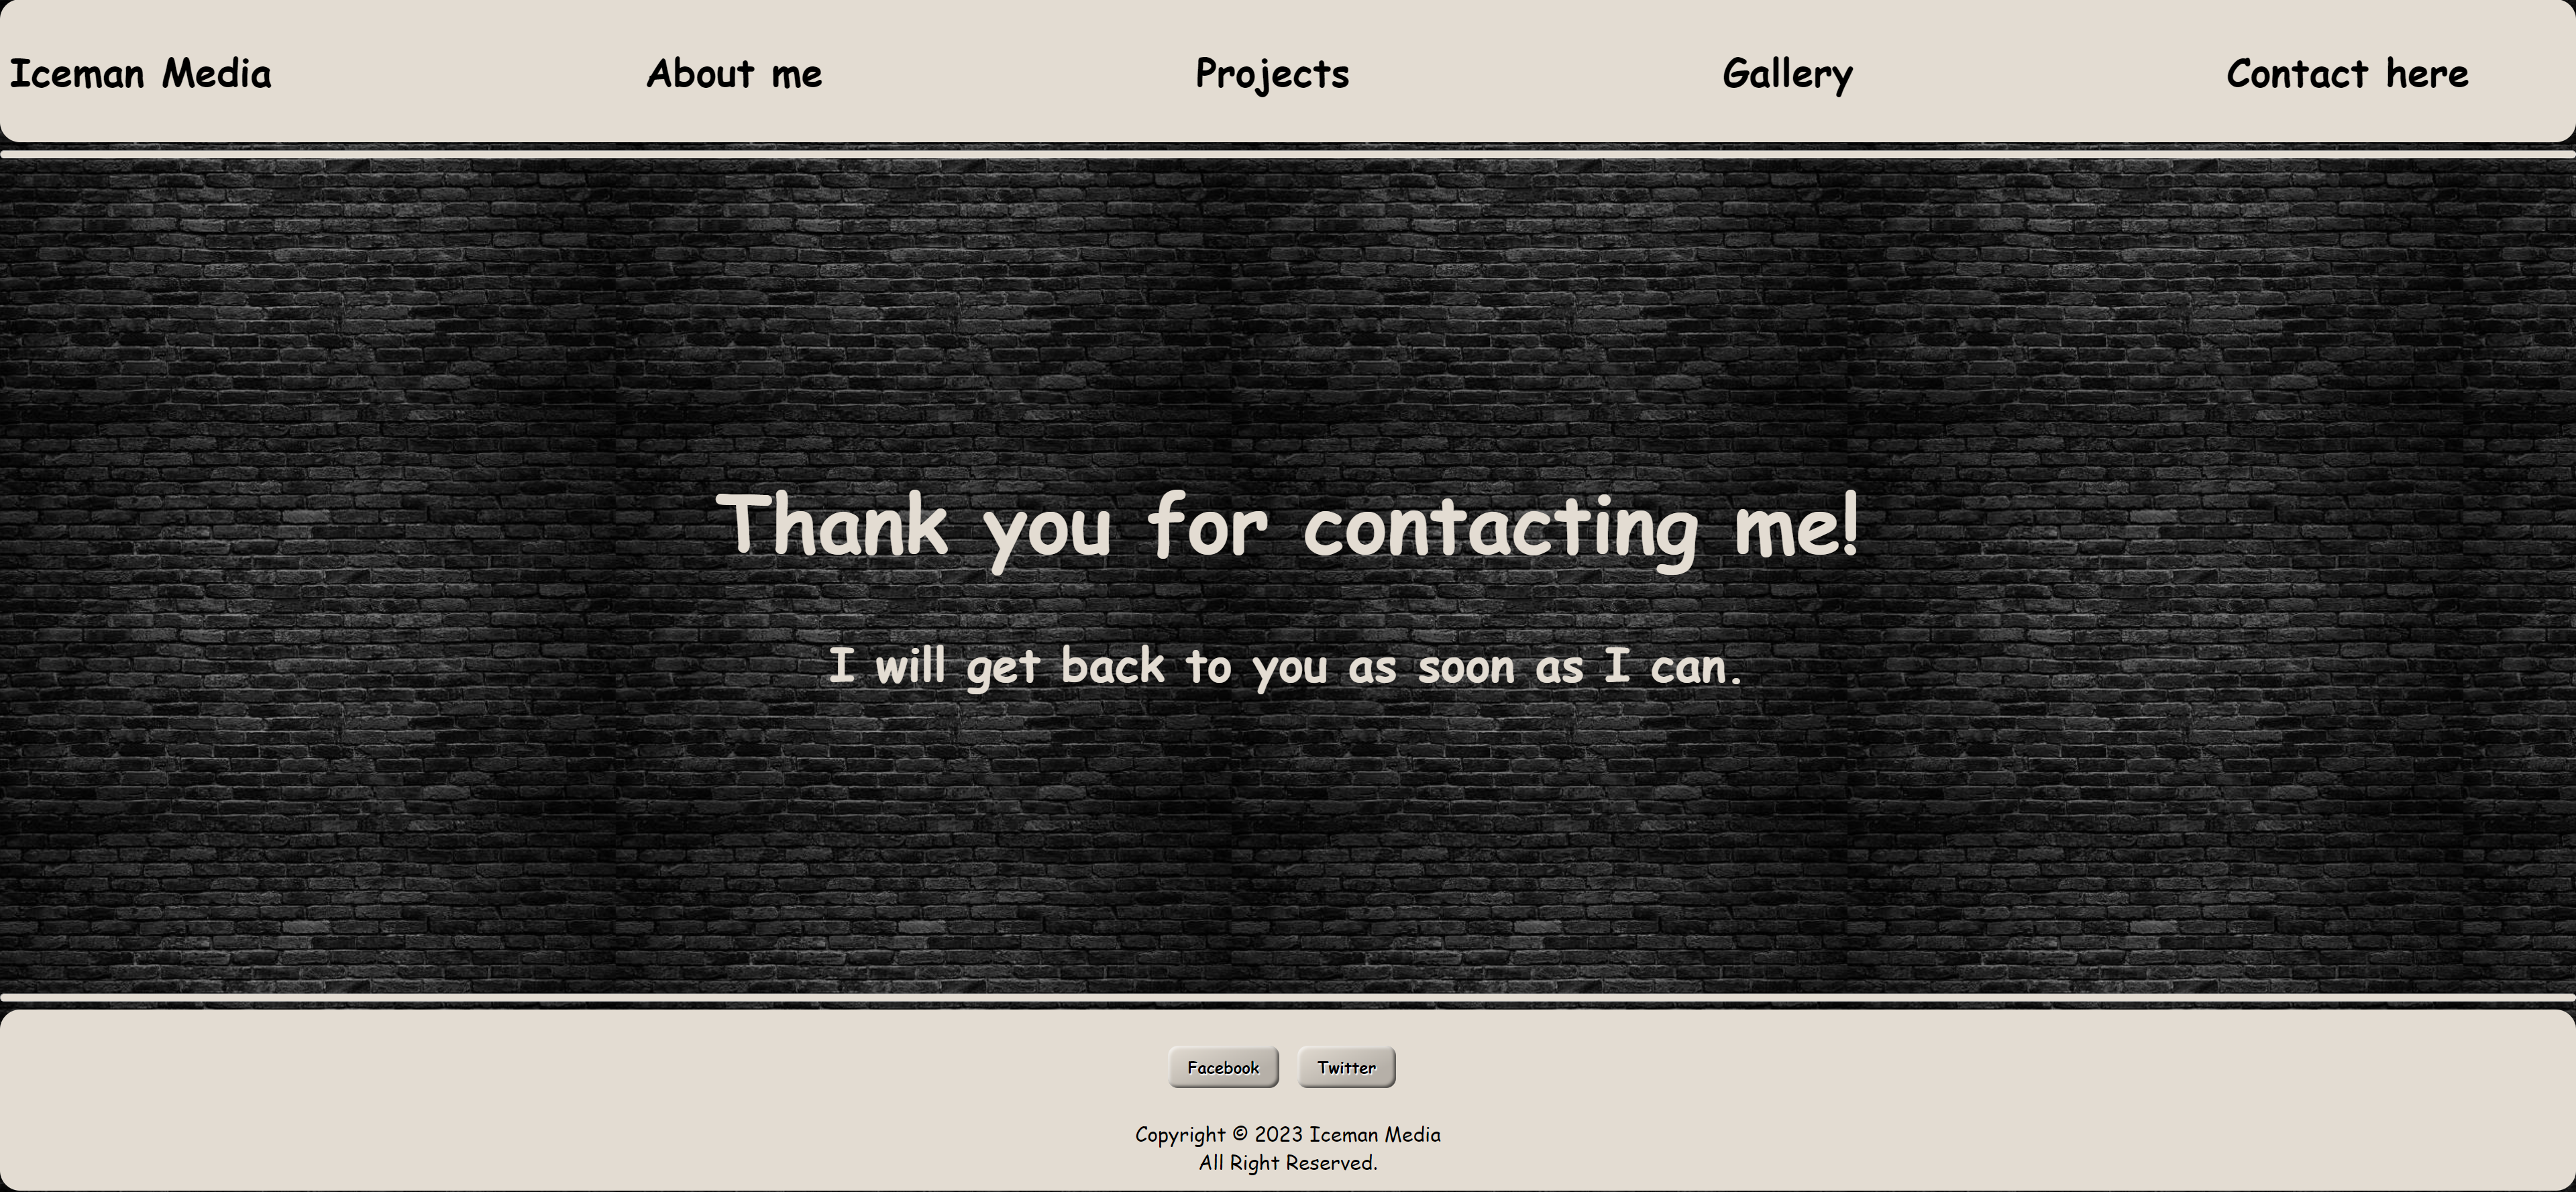 Iceman Media About me Projects Gallery Contact here
Thank you for contacting me!
I will get back to you as soon as I can.
Facebook Twitter
Copyright © 2023 Iceman Media
All Right Reserved.